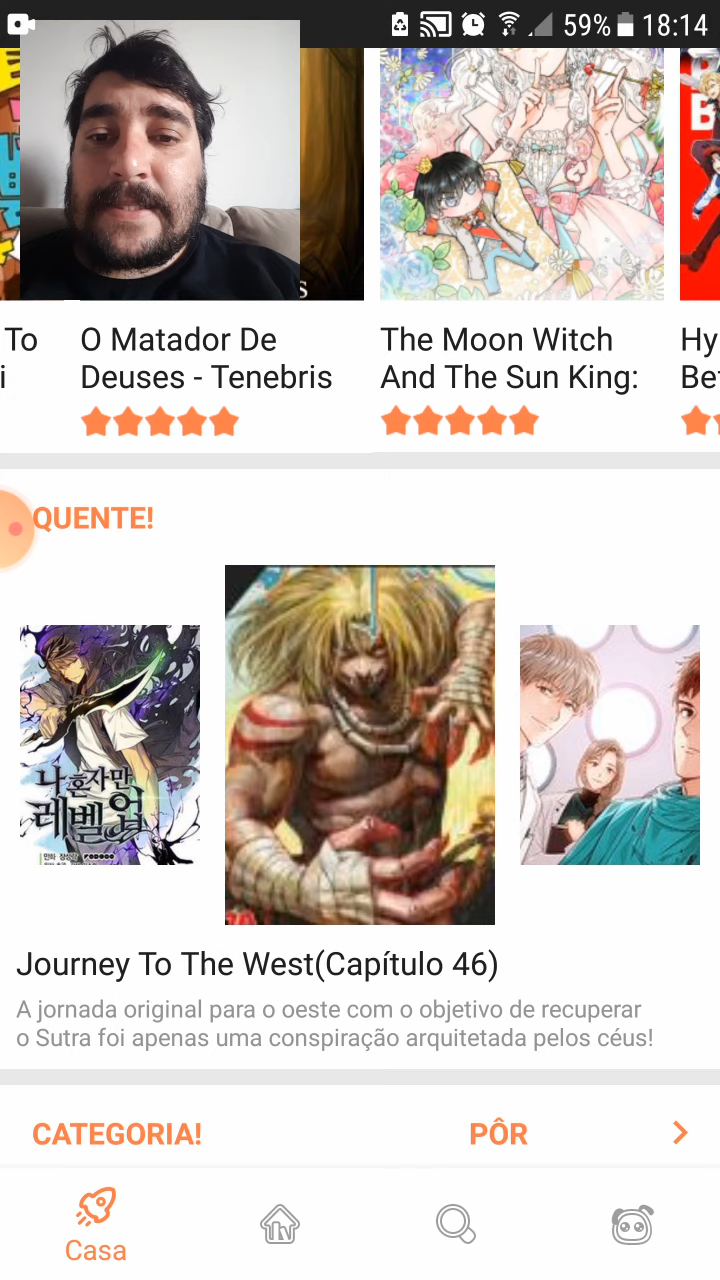 59% 18:14
To
i
O Matador De
Deuses - Tenebris
The Moon Witch
And The Sun King:
Hy
Be
QUENTE!
나 혼자만
레벨업
Journey To The West(Capítulo 46)
A jornada original para o oeste com o objetivo de recuperar
o Sutra foi apenas uma conspiração arquitetada pelos céus!
CATEGORIA!
PÔR
Casa